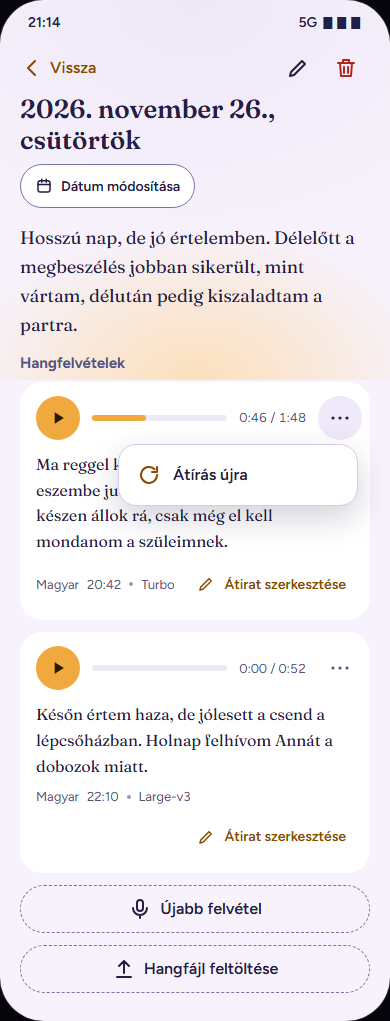 21:14
5G
Vissza
2026. november 26.,
csütörtök
Dátum módosítása
Hosszú nap, de jó értelemben. Délelőtt a
megbeszélés jobban sikerült, mint
vártam, délután pedig kiszaladtam a
partra.
Hangfelvételek
0:46 / 1:48
Ma reggel
Átírás újra
eszembe
készen állok rá, csak még el kell
mondanom a szüleimnek.
Magyar 20:42 • Turbo
Átirat szerkesztése
0:00 / 0:52
Későn értem haza, de jólesett a csend a
lépcsőházban. Holnap felhívom Annát a
dobozok miatt.
Magyar 22:10 • Large-v3
Átirat szerkesztése
Újabb felvétel
Hangfájl feltöltése